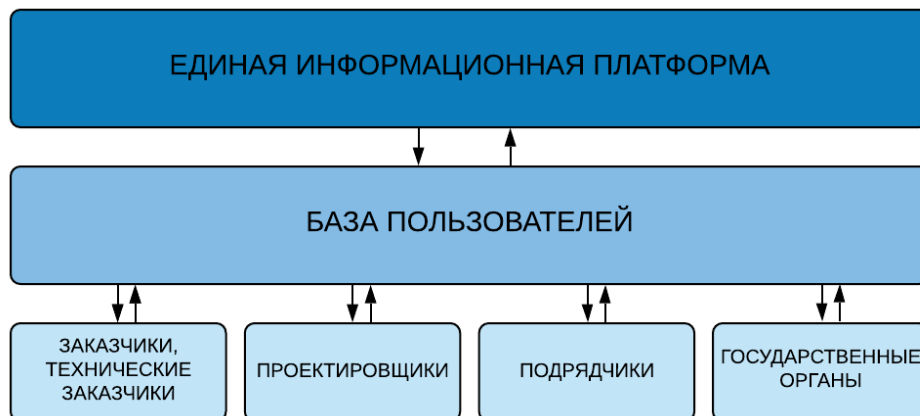 ЕДИНАЯ ИНФОРМАЦИОННАЯ ПЛАТФОРМА
БАЗА ПОЛЬЗОВАТЕЛЕЙ
ЗАКАЗЧИКИ,
ТЕХНИЧЕСКИЕ
ЗАКАЗЧИКИ
ПРОЕКТИРОВЩИКИ
ПОДРЯДЧИКИ
ГОСУДАРСТВЕННЫЕ
ОРГАНЫ